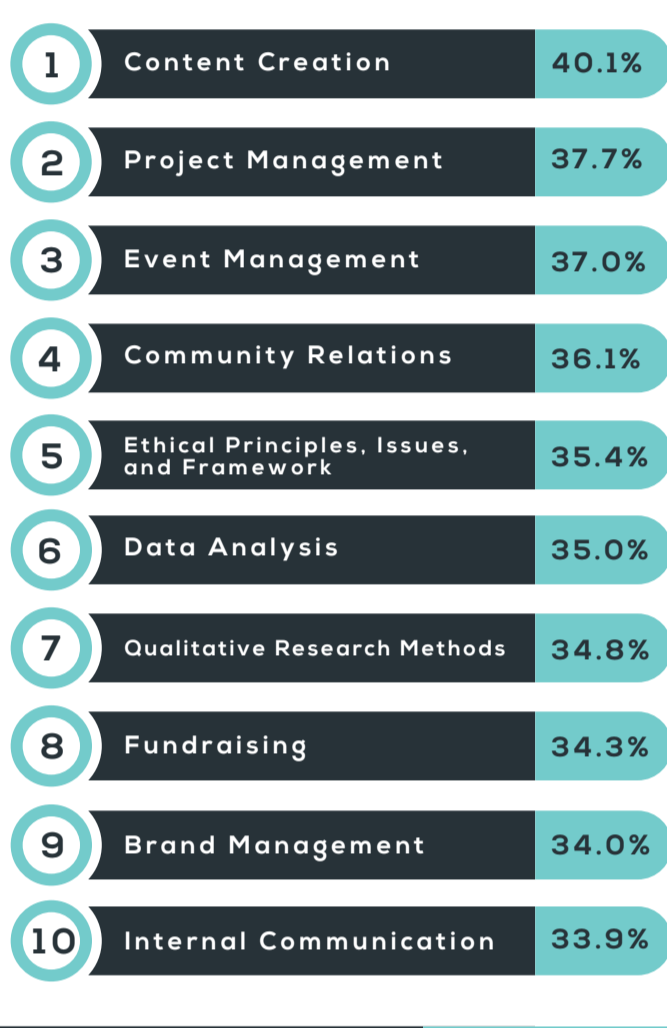 1 Content Creation 40.1%
2 Project Management 37.7%
3 Event Management 37.0%
4 Community Relations 36.1%
5 Ethical Principles, Issues,
and Framework 35.4%
6 Data Analysis 35.0%
7 Qualitative Research Methods 34.8%
8 Fundraising 34.3%
9 Brand Management 34.0%
10 Internal Communication 33.9%